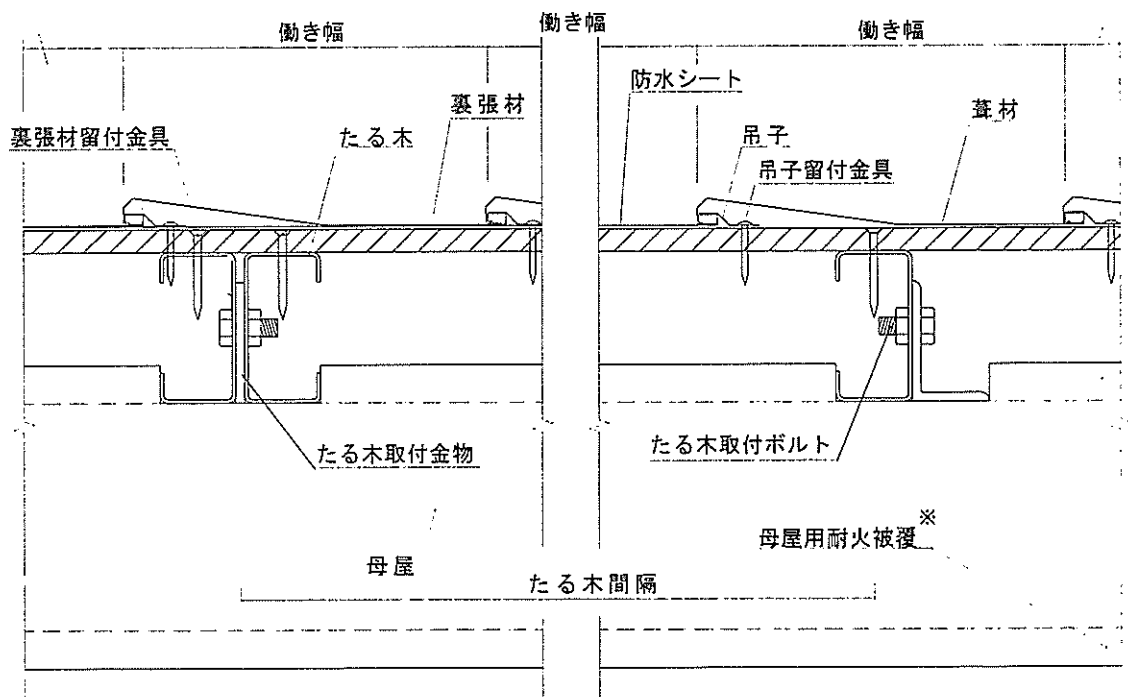 働き幅
働き幅
働き幅
防水シート
裏張材
葺材
裏張材留付金具
たる木
吊子
吊子留付金具
たる木取付金物
たる木取付ボルト
母屋用耐火被覆※
母屋
たる木間隔